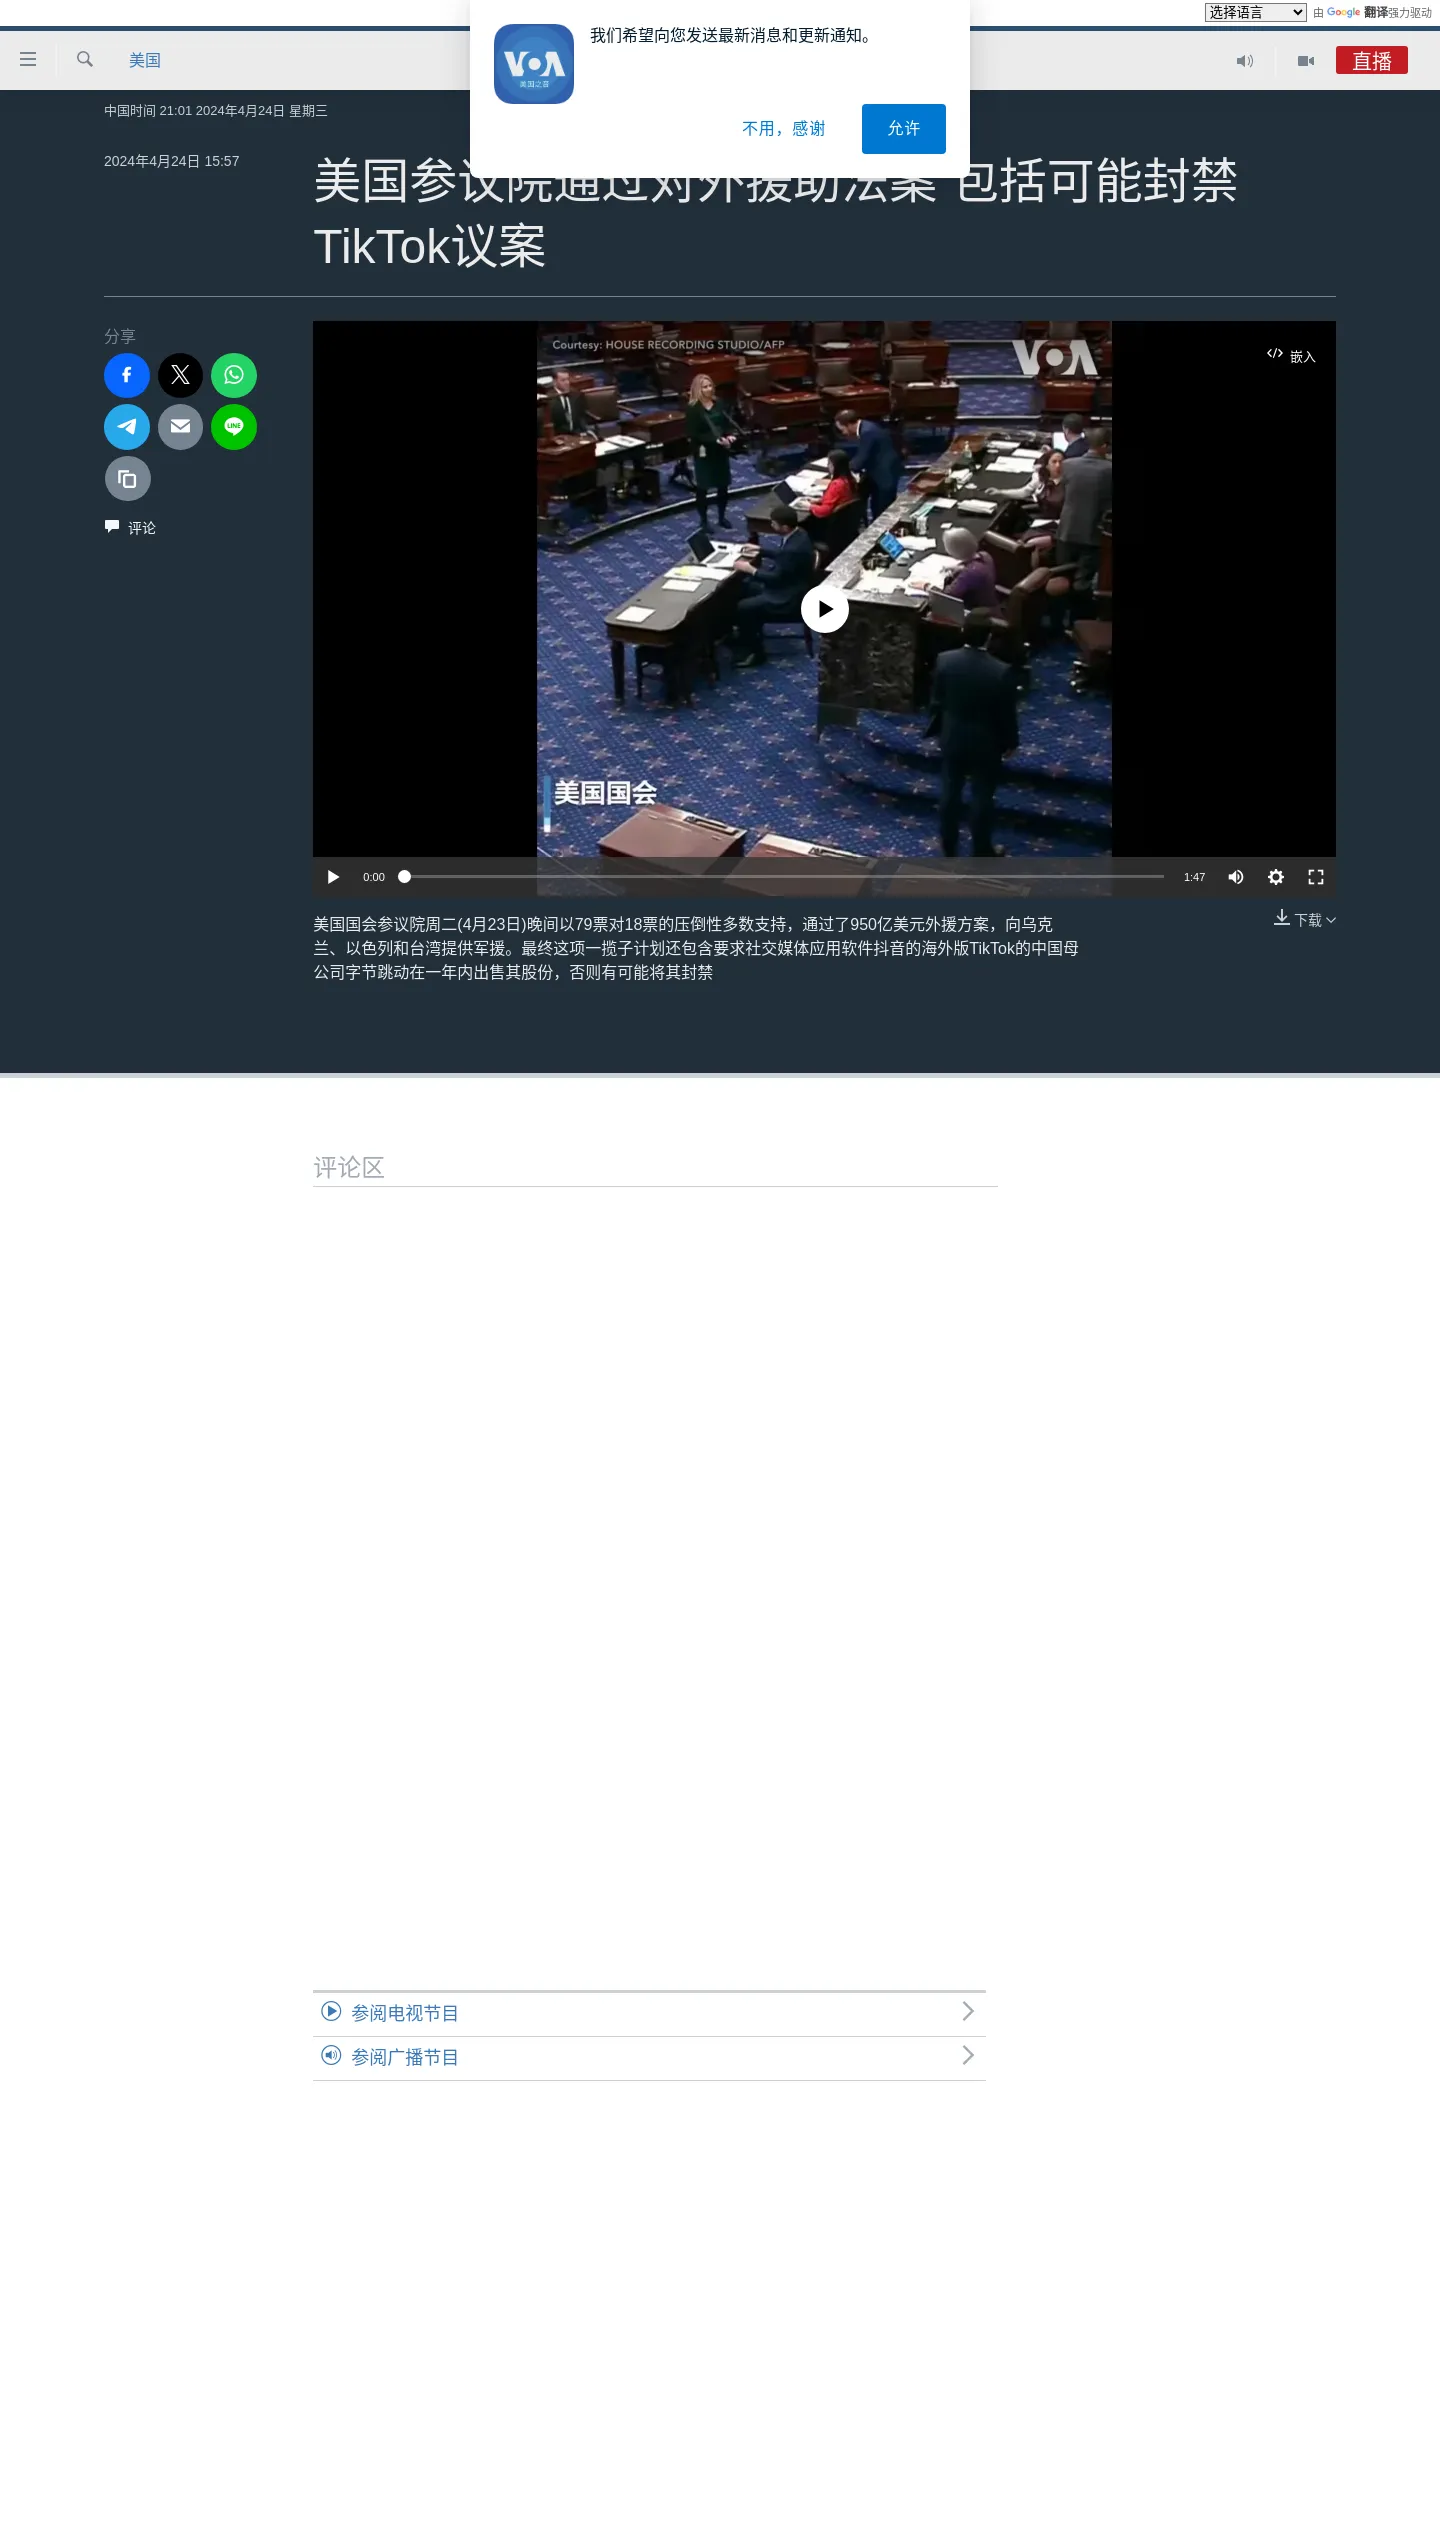 选择语言 由 Google 翻译强力驱动
我们希望向您发送最新消息和更新通知。
VOA
美国之音
不用，感谢
允许
美国
直播
中国时间 21:01 2024年4月24日 星期三
2024年4月24日 15:57
美国参议院通过对外援助法案 包括可能封禁
TikTok议案
分享
Courtesy: HOUSE RECORDING STUDIO/AFP
VOA
嵌入
LINE
评论
美国国会
0:00
1:47
美国国会参议院周二(4月23日)晚间以79票对18票的压倒性多数支持，通过了950亿美元外援方案，向乌克
兰、以色列和台湾提供军援。最终这项一揽子计划还包含要求社交媒体应用软件抖音的海外版TikTok的中国母
公司字节跳动在一年内出售其股份，否则有可能将其封禁
下载
评论区
参阅电视节目
参阅广播节目